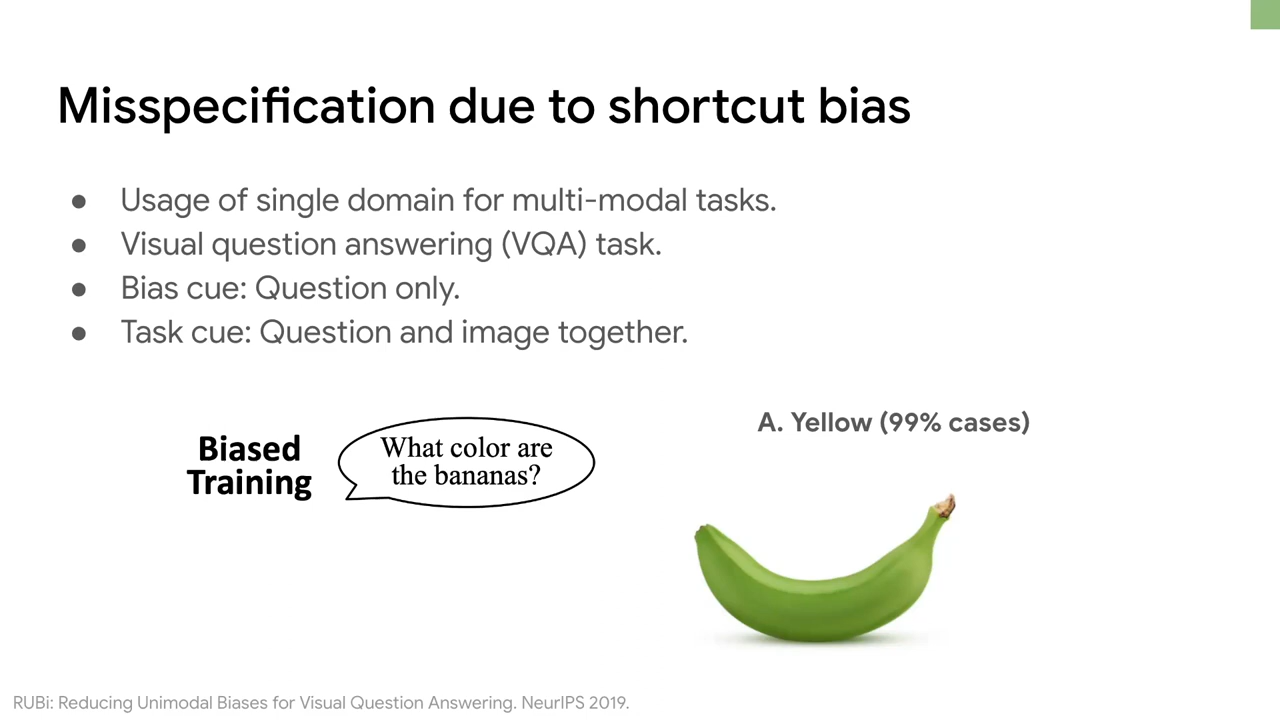 Misspecification due to shortcut bias
● Usage of single domain for multi-modal tasks.
● Visual question answering (VQA) task.
● Bias cue: Question only.
● Task cue: Question and image together.
A. Yellow (99% cases)
Biased
Training
What color are
the bananas?
RUBi: Reducing Unimodal Biases for Visual Question Answering. NeurIPS 2019.